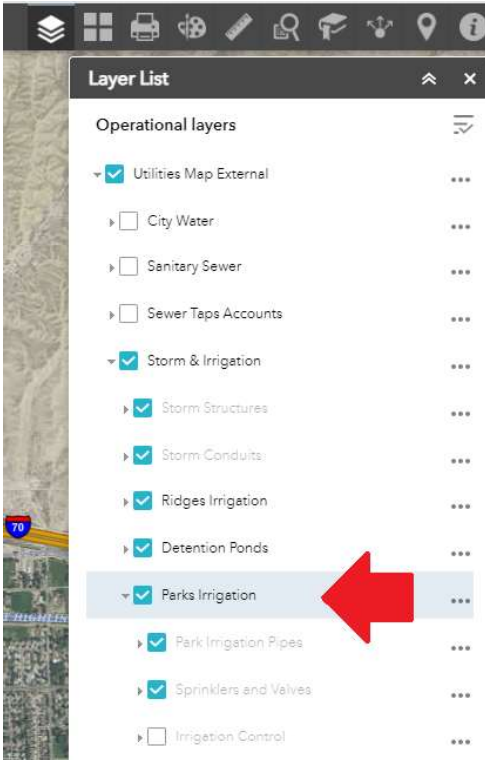 Layer List
Operational layers
Utilities Map External
City Water
Sanitary Sewer
Sewer Taps Accounts
Storm & Irrigation
Storm Structures
Storm Conduits
Ridges Irrigation
70
Detention Ponds
Parks Irrigation
HIGHLIN
Park Irrigation Pipes
Sprinklers and Valves
Irrigation Control